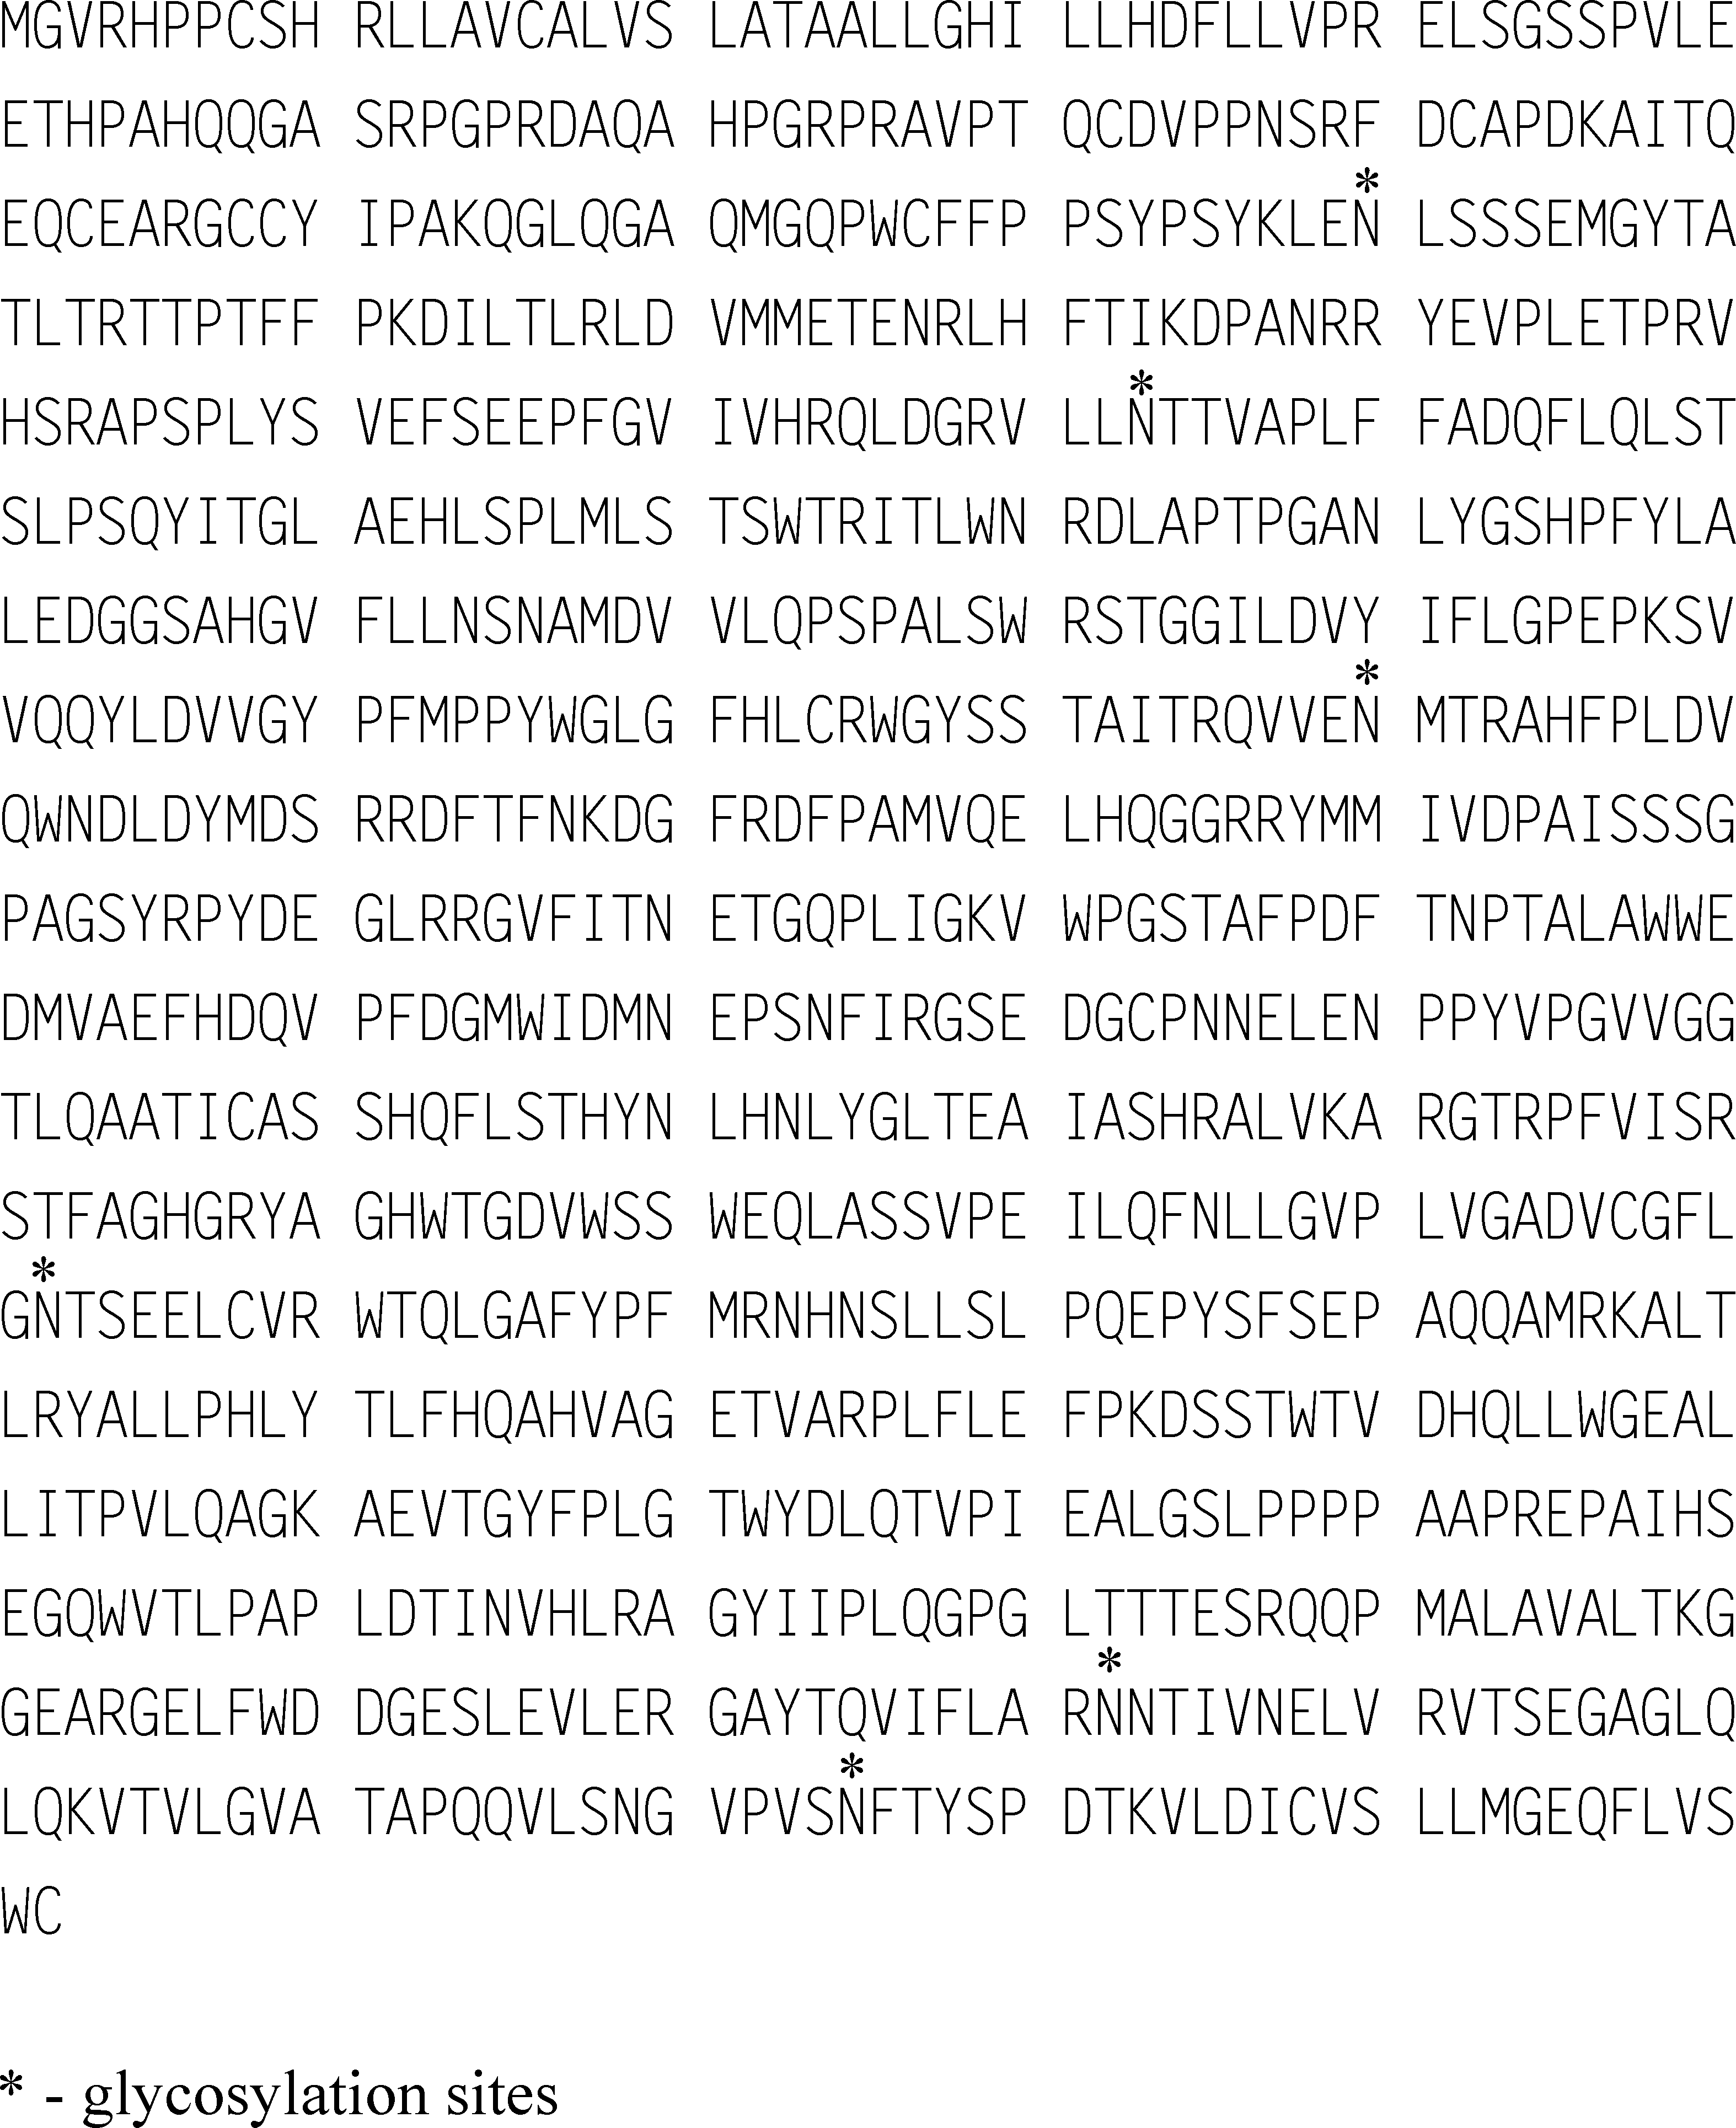 MGVRHPPCSH RLLAVCALVS LATAALLGHI LLHDFLLVPR ELSGSSPVLE
ETHPAHQQGA SRPGPRDAQA HPGRPRAVPT QCDVPPNSRF DCAPDKAITQ
*
EQCEARGCCY IPAKQGLQGA QMGQPWCFFP PSYPSYKLEN LSSSEMGYTA
TLTRTTPTFF PKDILTLRLD VMMETENRLH FTIKDPANRR YEVPLETPRV
*
HSRAPSPLYS VEFSEEPFGV IVHRQLDGRV LLNTTVAPLF FADQFLQLST
SLPSQYITGL AEHLSPLMLS TSWTRITLWN RDLAPTPGAN LYGSHPFYLA
LEDGGSAHGV FLLNSNAMDV VLQPSPALSW RSTGGILDVY IFLGPEPKSV
*
VQQYLDVVGY PFMPPYWGLG FHLCRWGYSS TAITRQVVEN MTRAHFPLDV
QWNDLDYMDS RRDFTFNKDG FRDFPAMVQE LHQGGRRYMM IVDPAISSSG
PAGSYRPYDE GLRRGVFITN ETGQPLIGKV WPGSTAFPDF TNPTALAWWE
DMVAEFHDQV PFDGMWIDMN EPSNFIRGSE DGCPNNELEN PPYVPGVVGG
TLQAATICAS SHQFLSTHYN LHNLYGLTEA IASHRALVKA RGTRPFVISR
STFAGHGRYA GHWTGDVWSS WEQLASSVPE ILQFNLLGVP LVGADVCGFL
*
GNTSEELCVR WTQLGAFYPF MRNHNSLLSL PQEPYSFSEP AQQAMRKALT
LRYALLPHLY TLFHQAHVAG ETVARPLFLE FPKDSSTWTV DHQLLWGEAL
LITPVLQAGK AEVTGYFPLG TWYDLQTVPI EALGSLPPPP AAPREPAIHS
EGQWVTLPAP LDTINVHLRA GYIIPLQGPG LTTTESRQQP MALAVALTKG
*
GEARGELFWD DGESLEVLER GAYTQVIFLA RNNTIVNELV RVTSEGAGLQ
*
LQKVTVLGVA TAPQQVLSNG VPVSNFTYSP DTKVLDICVS LLMGEQFLVS
WC
* - glycosylation sites